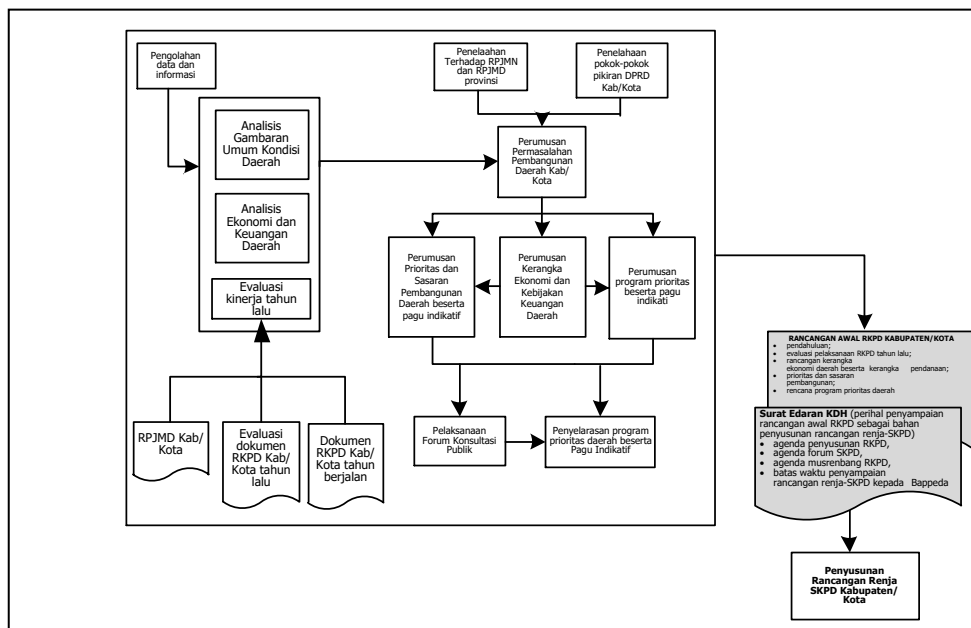 Pengolahan
data dan
informasi
Penelaahan
Terhadap RPJMN
dan RPJMD
provinsi
Penelahaan
pokok-pokok
pikiran DPRD
Kab/Kota
Analisis
Gambaran
Umum Kondisi
Daerah
Analisis
Ekonomi dan
Keuangan
Daerah
Evaluasi
kinerja tahun
lalu
Perumusan
Permasalahan
Pembangunan
Daerah Kab/
Kota
Perumusan
Prioritas dan
Sasaran
Pembangunan
Daerah beserta
pagu indikatif
Perumusan
Kerangka
Ekonomi dan
Kebijakan
Keuangan
Daerah
Perumusan
program prioritas
beserta pagu
indikati
RPJMD Kab/
Kota
Evaluasi
dokumen
RKPD Kab/
Kota tahun
lalu
Dokumen
RKPD Kab/
Kota tahun
berjalan
Pelaksanaan
Forum Konsultasi
Publik
Penyelarasan program
prioritas daerah beserta
Pagu Indikatif
RANCANGAN AWAL RKPD KABUPATEN/KOTA
• pendahuluan;
• evaluasi pelaksanaan RKPD tahun lalu;
• rancangan kerangka
ekonomi daerah beserta kerangka pendanaan;
• prioritas dan sasaran
pembangunan;
• rencana program prioritas daerah
Surat Edaran KDH (perihal penyampaian
rancangan awal RKPD sebagai bahan
penyusunan rancangan renja-SKPD)
• agenda penyusunan RKPD,
• agenda forum SKPD,
• agenda musrenbang RKPD,
• batas waktu penyampaian
rancangan renja-SKPD kepada Bappeda
Penyusunan
Rancangan Renja
SKPD Kabupaten/
Kota